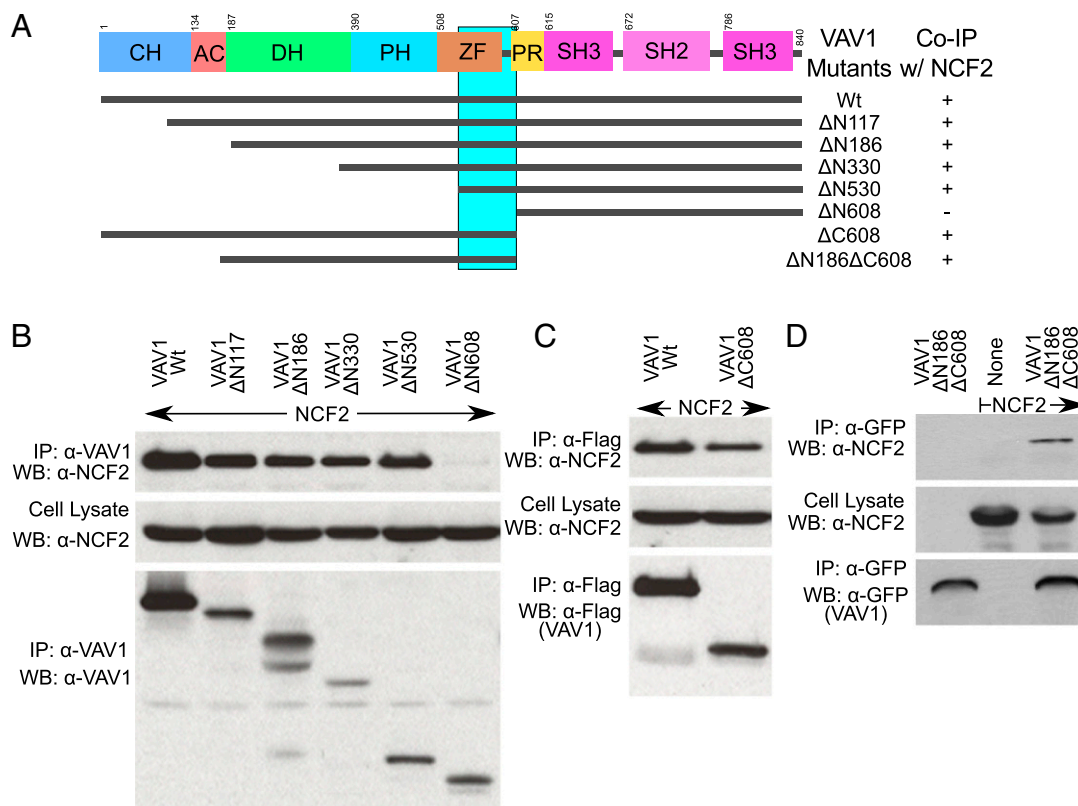 A
1 134 187 390 508 607 615 672 786 840
CH AC DH PH ZF PR SH3 SH2 SH3
VAV1 Co-IP
Mutants w/ NCF2
Wt +
ΔN117 +
ΔN186 +
ΔN330 +
ΔN530 +
ΔN608 -
ΔC608 +
ΔN186ΔC608 +
B
VAV1 Wt
VAV1 ΔN117
VAV1 ΔN186
VAV1 ΔN330
VAV1 ΔN530
VAV1 ΔN608
NCF2
IP: α-VAV1
WB: α-NCF2
Cell Lysate
WB: α-NCF2
IP: α-VAV1
WB: α-VAV1
C
VAV1 Wt
VAV1 ΔC608
NCF2
IP: α-Flag
WB: α-NCF2
Cell Lysate
WB: α-NCF2
IP: α-Flag
WB: α-Flag
(VAV1)
D
VAV1 ΔN186 ΔC608
None
VAV1 ΔN186 ΔC608
NCF2
IP: α-GFP
WB: α-NCF2
Cell Lysate
WB: α-NCF2
IP: α-GFP
WB: α-GFP
(VAV1)